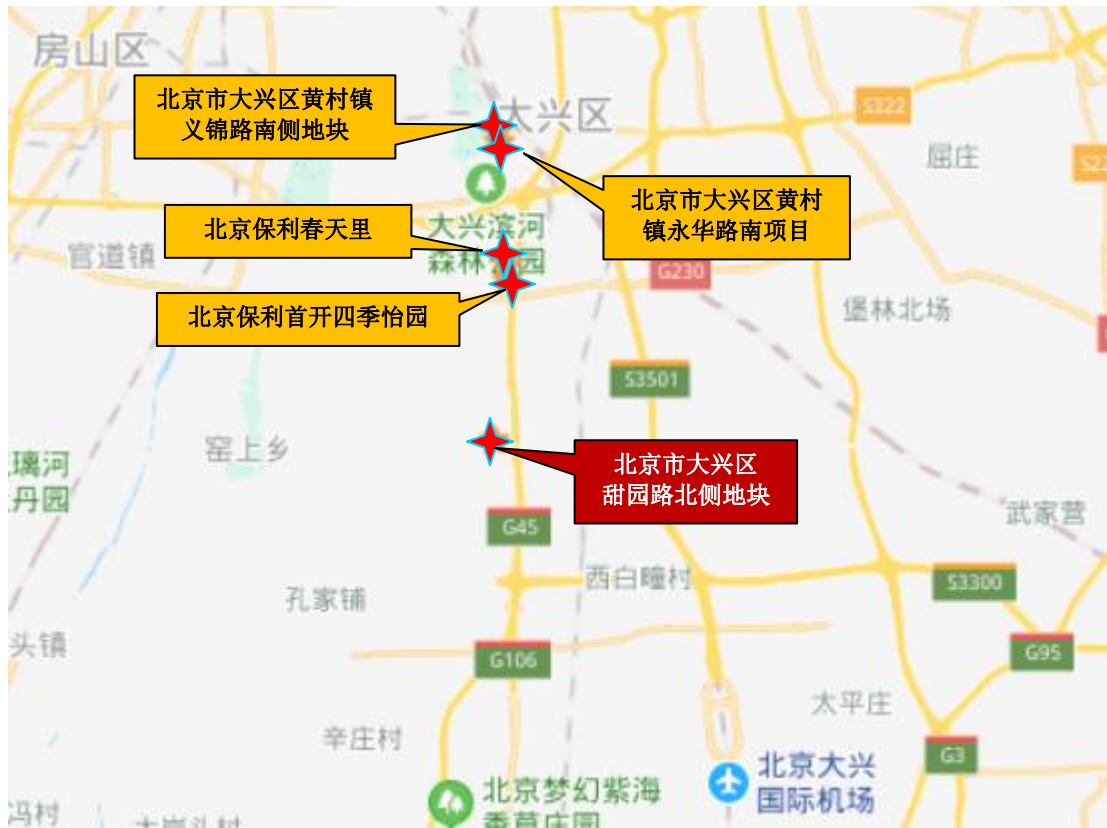 房山区
北京市大兴区黄村镇
义锦路南侧地块
大兴区
S322
屈庄
北京市大兴区黄村
镇永华路南项目
北京保利春天里
大兴滨河
森林公园
官道镇
G230
北京保利首开四季怡园
堡林北场
S3501
窑上乡
北京市大兴区
甜园路北侧地块
璃河
丹园
武家营
G45
西白疃村
S3300
孔家铺
头镇
G106
G95
太平庄
辛庄村
G3
北京大兴
国际机场
北京梦幻紫海
香草庄园
冯村